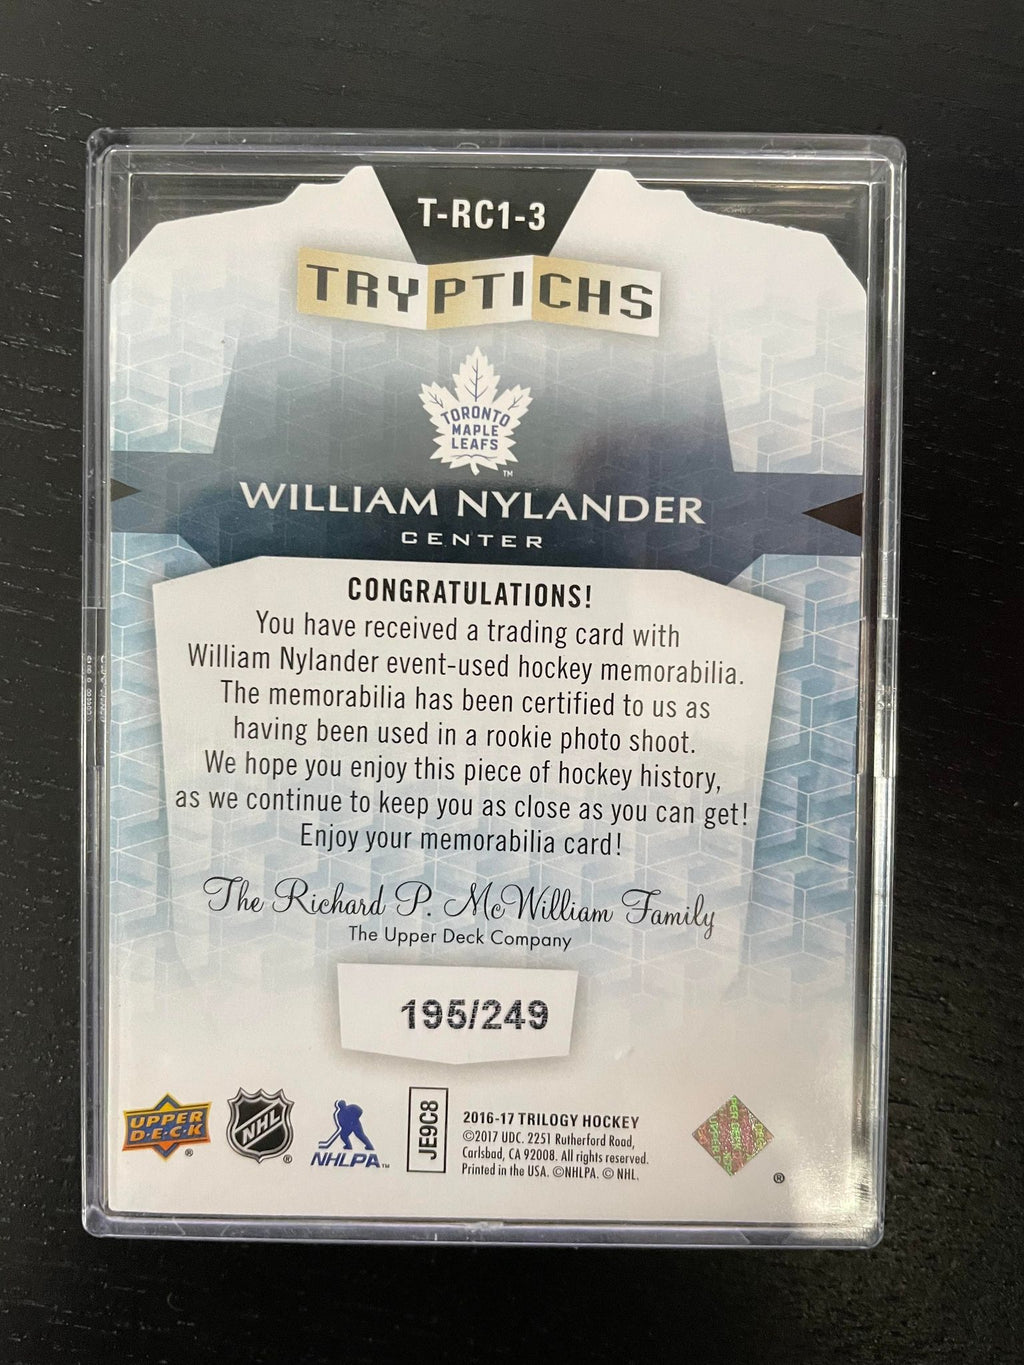 T-RC1-3
TRYPTICHS
TORONTO
MAPLE
LEAFS
™
WILLIAM NYLANDER
CENTER
CONGRATULATIONS!
You have received a trading card with
William Nylander event-used hockey memorabilia.
The memorabilia has been certified to us as
having been used in a rookie photo shoot.
We hope you enjoy this piece of hockey history,
as we continue to keep you as close as you can get!
Enjoy your memorabilia card!
The Richard P. McWilliam Family
The Upper Deck Company
195/249
UPPER
D·E·C·K
®
NHL
®
NHLPA™
JE9C8
2016-17 TRILOGY HOCKEY
©2017 UDC. 2251 Rutherford Road,
Carlsbad, CA 92008. All rights reserved.
Printed in the USA. ©NHLPA. © NHL.
®